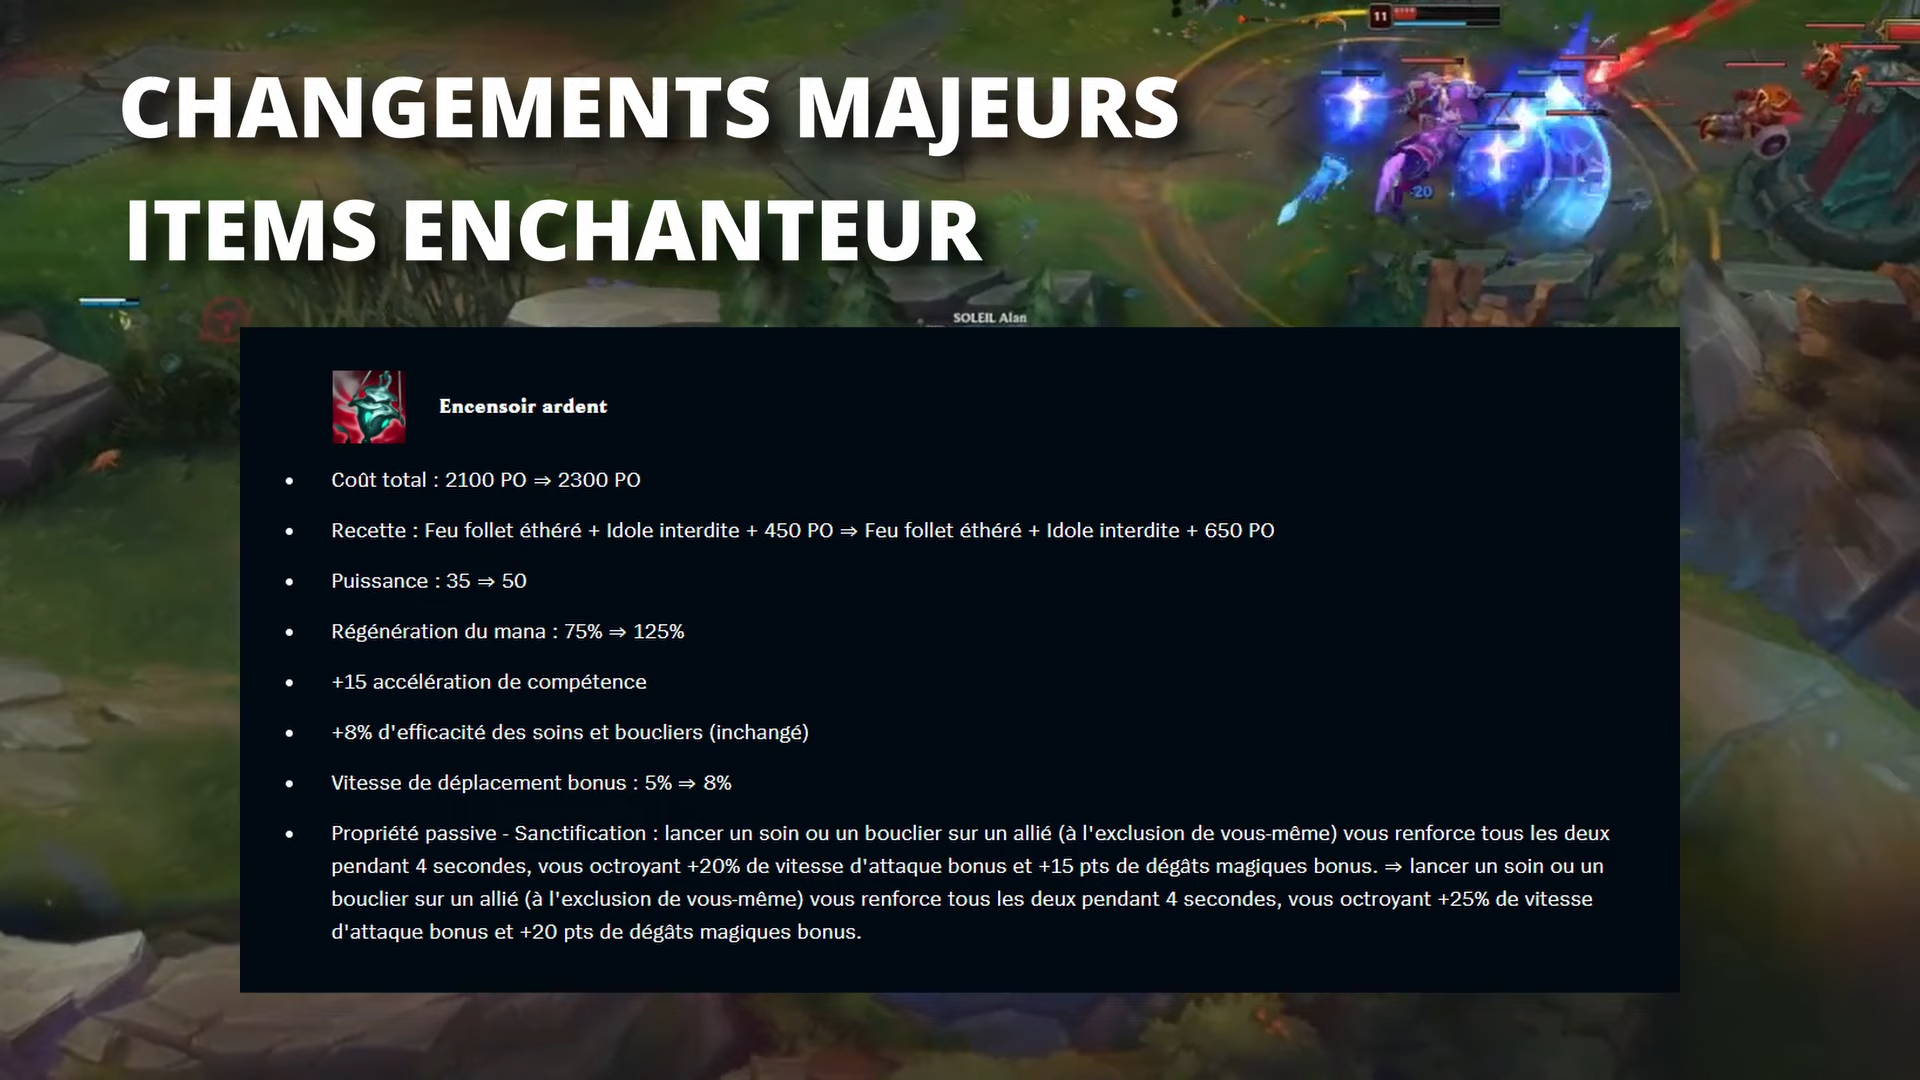 11
CHANGEMENTS MAJEURS
-20
ITEMS ENCHANTEUR
SOLEIL Alan
Encensoir ardent
• Coût total : 2100 PO ⇒ 2300 PO
• Recette : Feu follet éthéré + Idole interdite + 450 PO ⇒ Feu follet éthéré + Idole interdite + 650 PO
• Puissance : 35 ⇒ 50
• Régénération du mana : 75% ⇒ 125%
• +15 accélération de compétence
• +8% d'efficacité des soins et boucliers (inchangé)
• Vitesse de déplacement bonus : 5% ⇒ 8%
• Propriété passive - Sanctification : lancer un soin ou un bouclier sur un allié (à l'exclusion de vous-même) vous renforce tous les deux
pendant 4 secondes, vous octroyant +20% de vitesse d'attaque bonus et +15 pts de dégâts magiques bonus. ⇒ lancer un soin ou un
bouclier sur un allié (à l'exclusion de vous-même) vous renforce tous les deux pendant 4 secondes, vous octroyant +25% de vitesse
d'attaque bonus et +20 pts de dégâts magiques bonus.